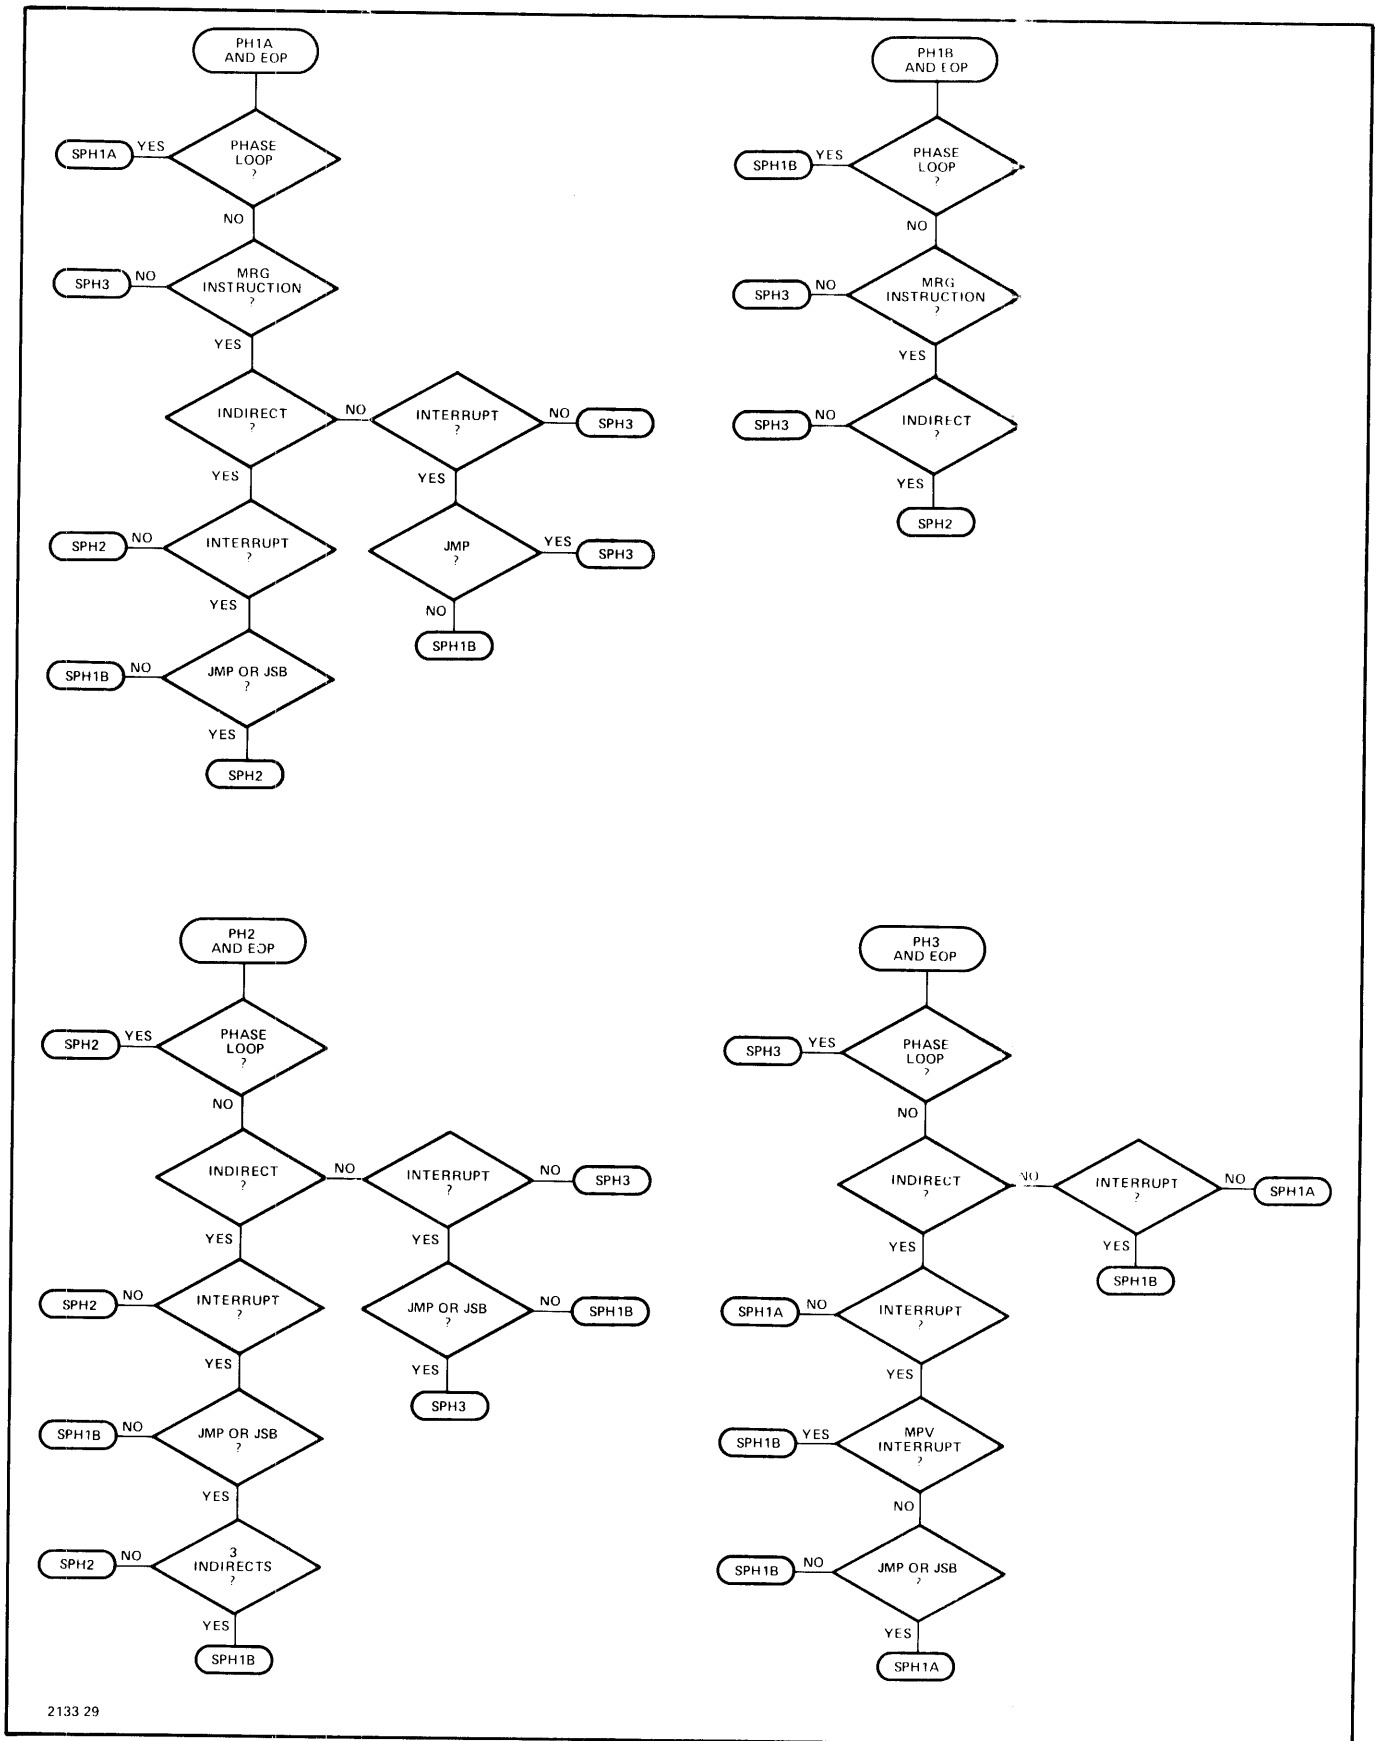 PH1A
AND EOP
PHASE
LOOP
?
YES
SPH1A
NO
MRG
INSTRUCTION
?
NO
SPH3
YES
INDIRECT
?
NO
INTERRUPT
?
NO
SPH3
YES
JMP
?
YES
SPH3
NO
SPH1B
YES
INTERRUPT
?
NO
SPH2
YES
JMP OR JSB
?
NO
SPH1B
YES
SPH2
PH1B
AND EOP
PHASE
LOOP
?
YES
SPH1B
NO
MRG
INSTRUCTION
?
NO
SPH3
YES
INDIRECT
?
NO
SPH3
YES
SPH2
PH2
AND EOP
PHASE
LOOP
?
YES
SPH2
NO
INDIRECT
?
NO
INTERRUPT
?
NO
SPH3
YES
JMP OR JSB
?
NO
SPH1B
YES
SPH3
YES
INTERRUPT
?
NO
SPH2
YES
JMP OR JSB
?
NO
SPH1B
YES
3
INDIRECTS
?
NO
SPH2
YES
SPH1B
PH3
AND EOP
PHASE
LOOP
?
YES
SPH3
NO
INDIRECT
?
NO
INTERRUPT
?
NO
SPH1A
YES
SPH1B
YES
INTERRUPT
?
NO
SPH1A
YES
MPV
INTERRUPT
?
YES
SPH1B
NO
JMP OR JSB
?
NO
SPH1B
YES
SPH1A
2133 29